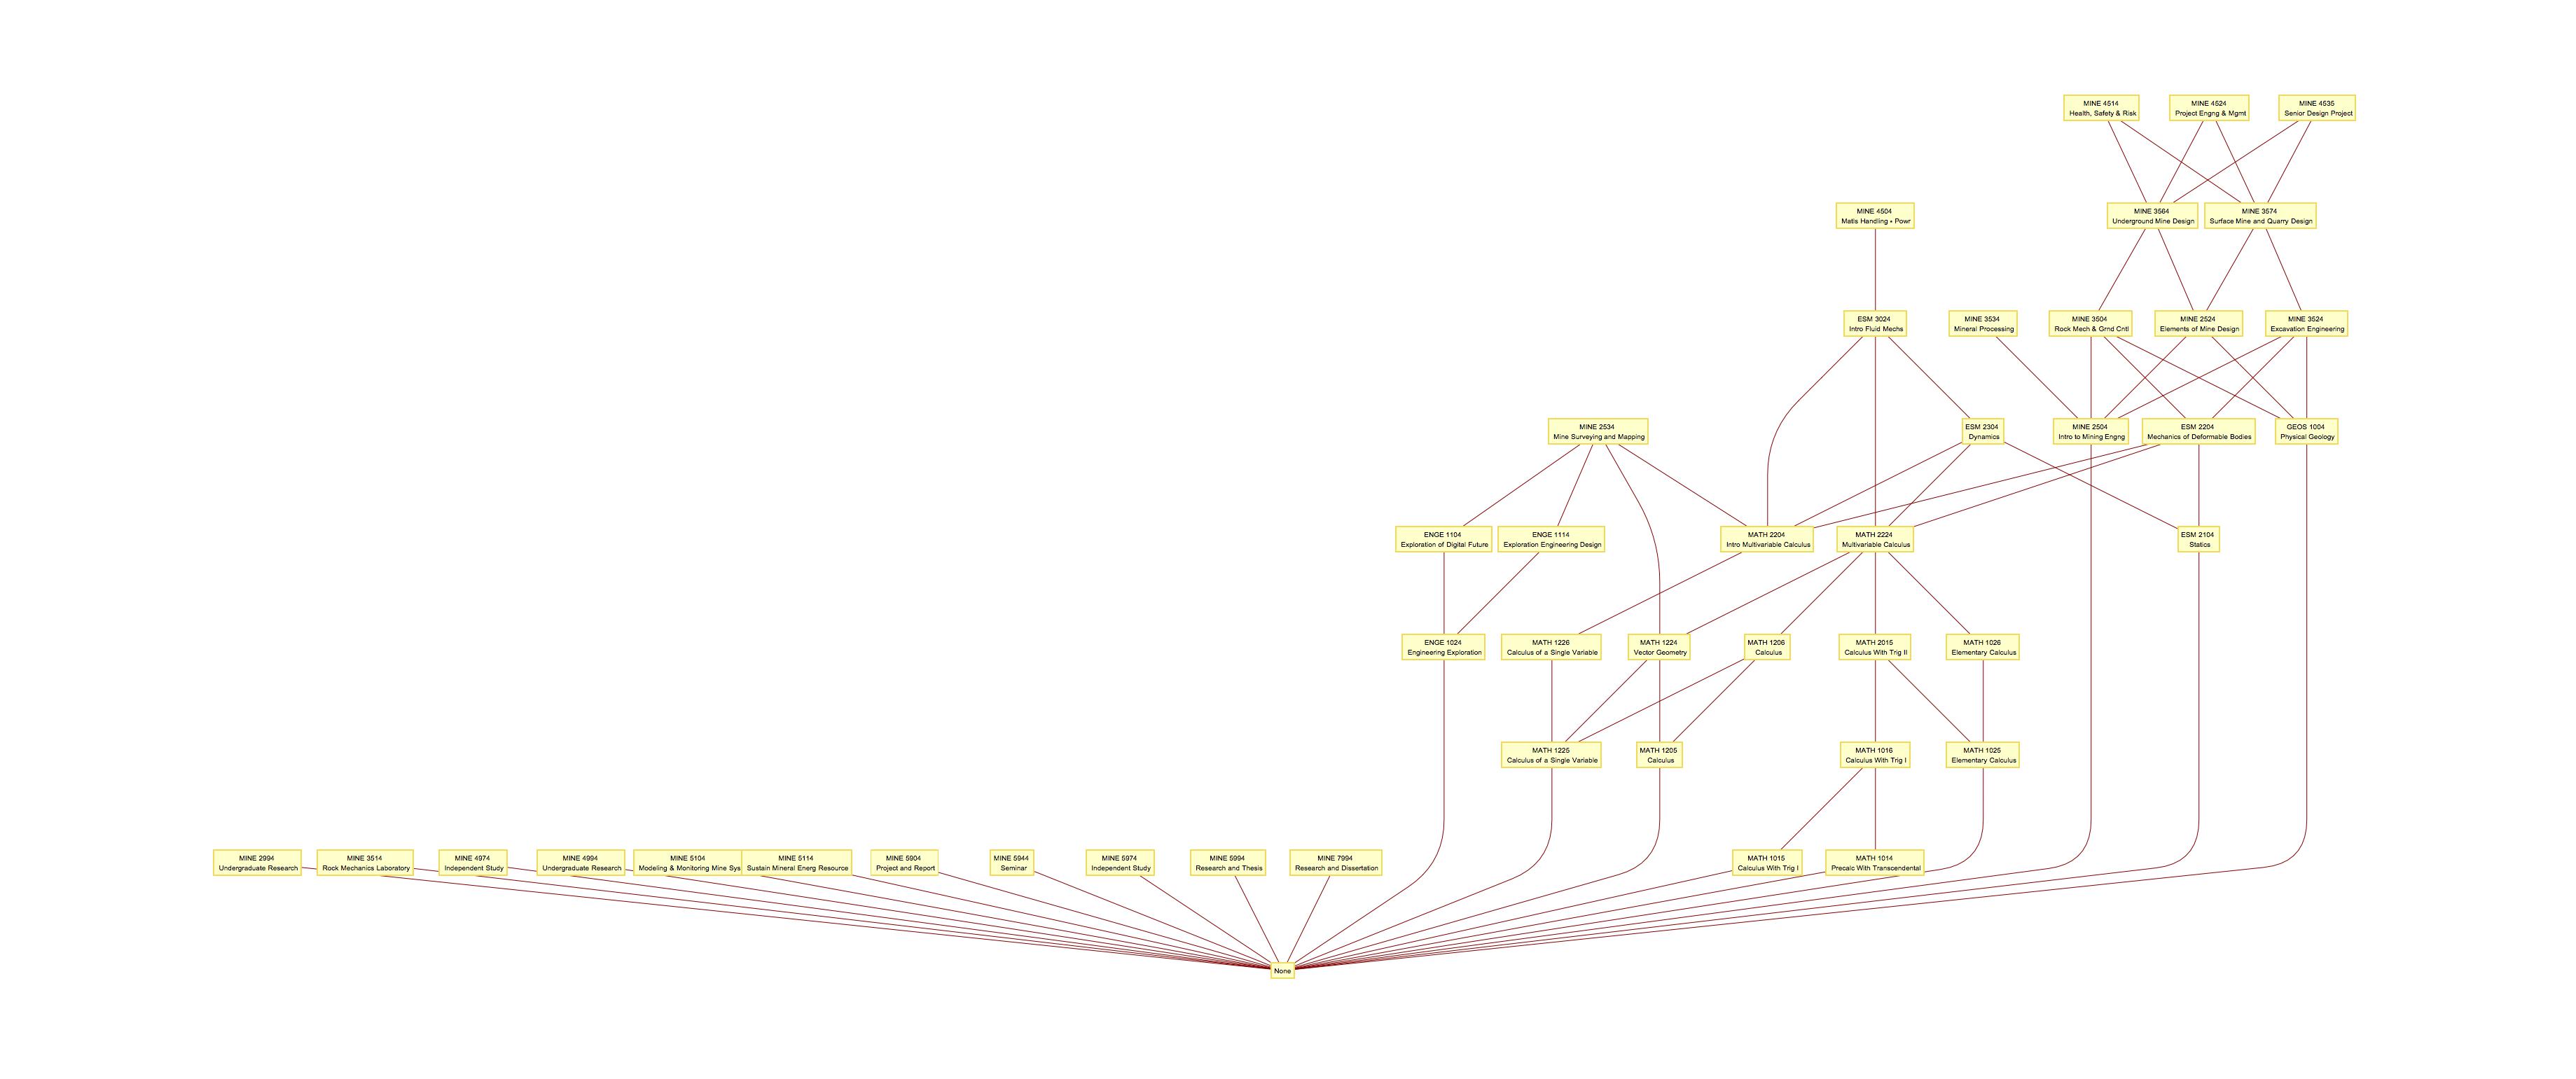 MINE 4514
Health, Safety & Risk
MINE 4524
Project Engng & Mgmt
MINE 4535
Senior Design Project
MINE 4504
Matls Handling + Powr
MINE 3564
Underground Mine Design
MINE 3574
Surface Mine and Quarry Design
ESM 3024
Intro Fluid Mechs
MINE 3534
Mineral Processing
MINE 3504
Rock Mech & Grnd Cntl
MINE 2524
Elements of Mine Design
MINE 3524
Excavation Engineering
MINE 2534
Mine Surveying and Mapping
ESM 2304
Dynamics
MINE 2504
Intro to Mining Engng
ESM 2204
Mechanics of Deformable Bodies
GEOS 1004
Physical Geology
ENGE 1104
Exploration of Digital Future
ENGE 1114
Exploration Engineering Design
MATH 2204
Intro Multivariable Calculus
MATH 2224
Multivariable Calculus
ESM 2104
Statics
ENGE 1024
Engineering Exploration
MATH 1226
Calculus of a Single Variable
MATH 1224
Vector Geometry
MATH 1206
Calculus
MATH 2015
Calculus With Trig II
MATH 1026
Elementary Calculus
MATH 1225
Calculus of a Single Variable
MATH 1205
Calculus
MATH 1016
Calculus With Trig I
MATH 1025
Elementary Calculus
MINE 2994
Undergraduate Research
MINE 3514
Rock Mechanics Laboratory
MINE 4974
Independent Study
MINE 4994
Undergraduate Research
MINE 5104
Modeling & Monitoring Mine Sys
MINE 5114
Sustain Mineral Energ Resource
MINE 5904
Project and Report
MINE 5944
Seminar
MINE 5974
Independent Study
MINE 5994
Research and Thesis
MINE 7994
Research and Dissertation
MATH 1015
Calculus With Trig I
MATH 1014
Precalc With Transcendental
None